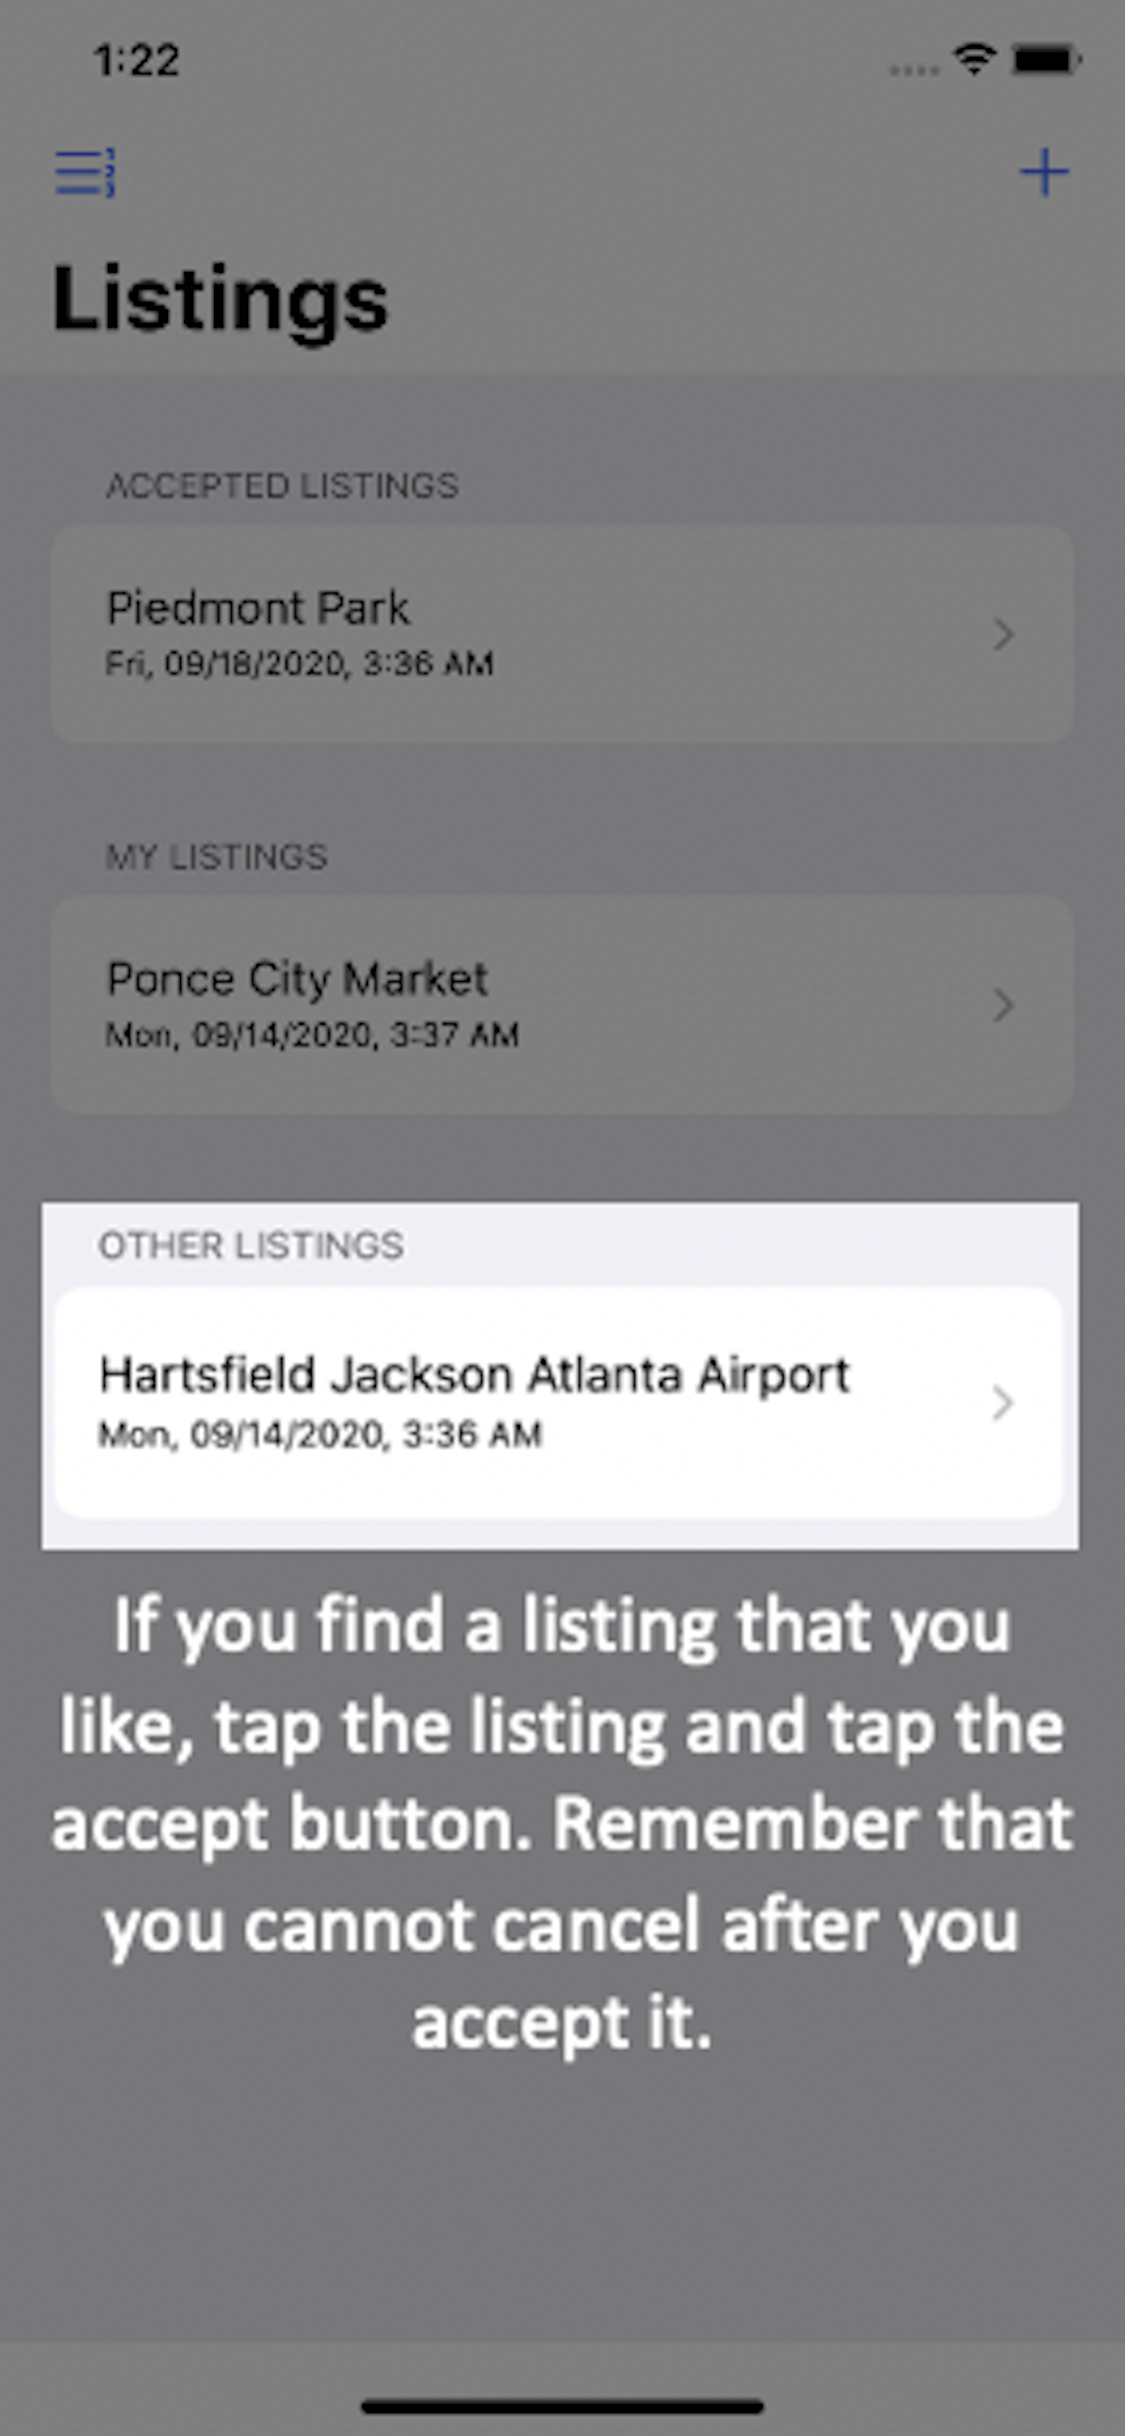 1:22
Listings
ACCEPTED LISTINGS
Piedmont Park
Fri, 09/18/2020, 3:36 AM
MY LISTINGS
Ponce City Market
Mon, 09/14/2020, 3:37 AM
OTHER LISTINGS
Hartsfield Jackson Atlanta Airport
Mon, 09/14/2020, 3:36 AM
If you find a listing that you
like, tap the listing and tap the
accept button. Remember that
you cannot cancel after you
accept it.